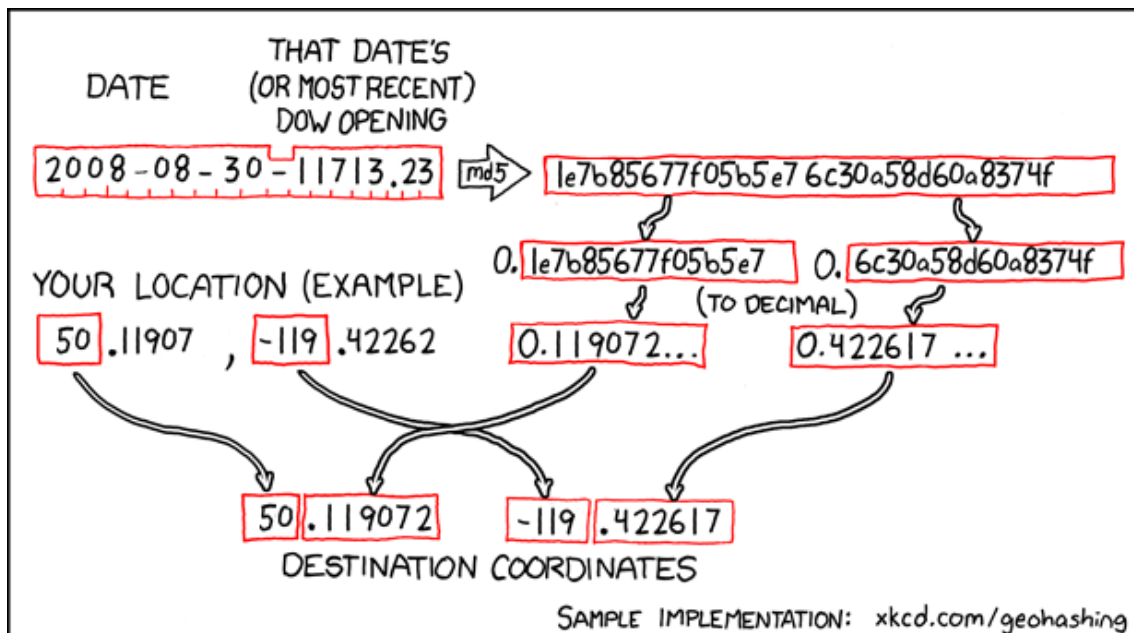 DATE
THAT DATE'S
(OR MOST RECENT)
DOW OPENING
2008-08-30-11713.23
md5
1e7b85677f05b5e76c30a58d60a8374f
0.1e7b85677f05b5e7
0.6c30a58d60a8374f
YOUR LOCATION (EXAMPLE)
(TO DECIMAL)
50.11907, -119.42262
0.119072...
0.422617...
50.119072
-119.422617
DESTINATION COORDINATES
SAMPLE IMPLEMENTATION: xkcd.com/geohashing